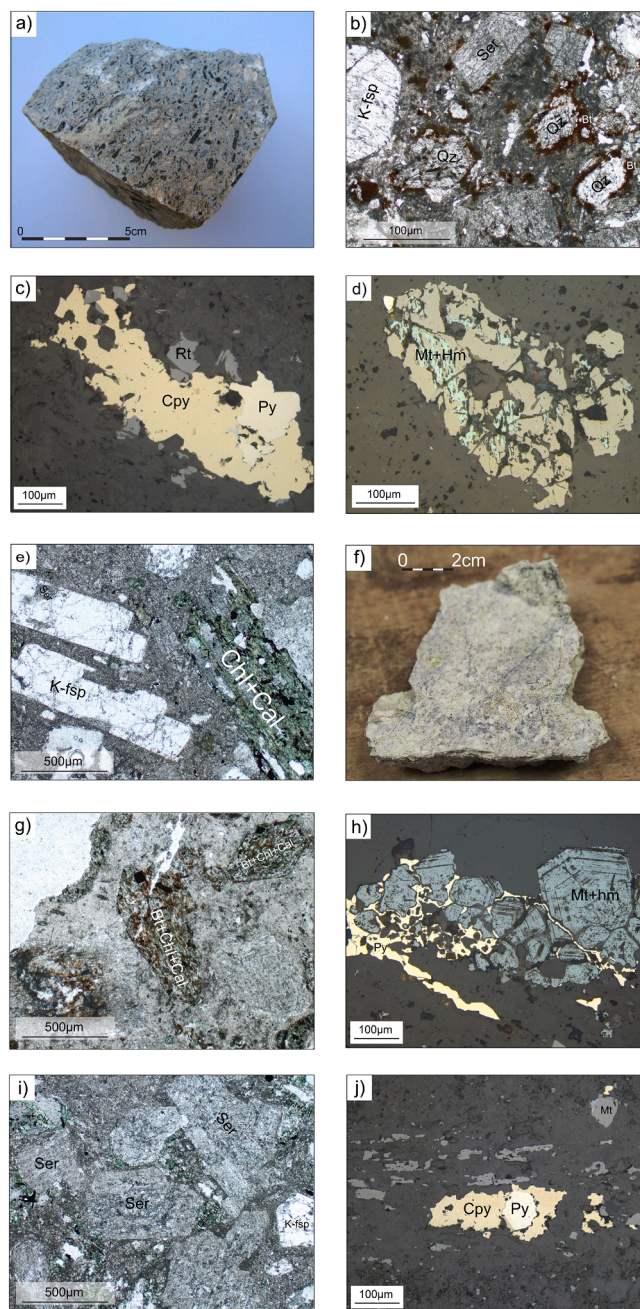 a)
0 5cm
b)
K-fsp
Ser
Qz
Bt
Qz
Bt
Qz
100µm
c)
Rt
Cpy
Py
100µm
d)
Mt+Hm
100µm
e)
K-fsp
Chl+Cal
500µm
f)
0 2cm
g)
Bt+Chl+Cal
Bt+Chl+Cal
500µm
h)
Mt+hm
Py
100µm
i)
Ser
Ser
Ser
K-fsp
500µm
j)
Mt
Cpy
Py
100µm